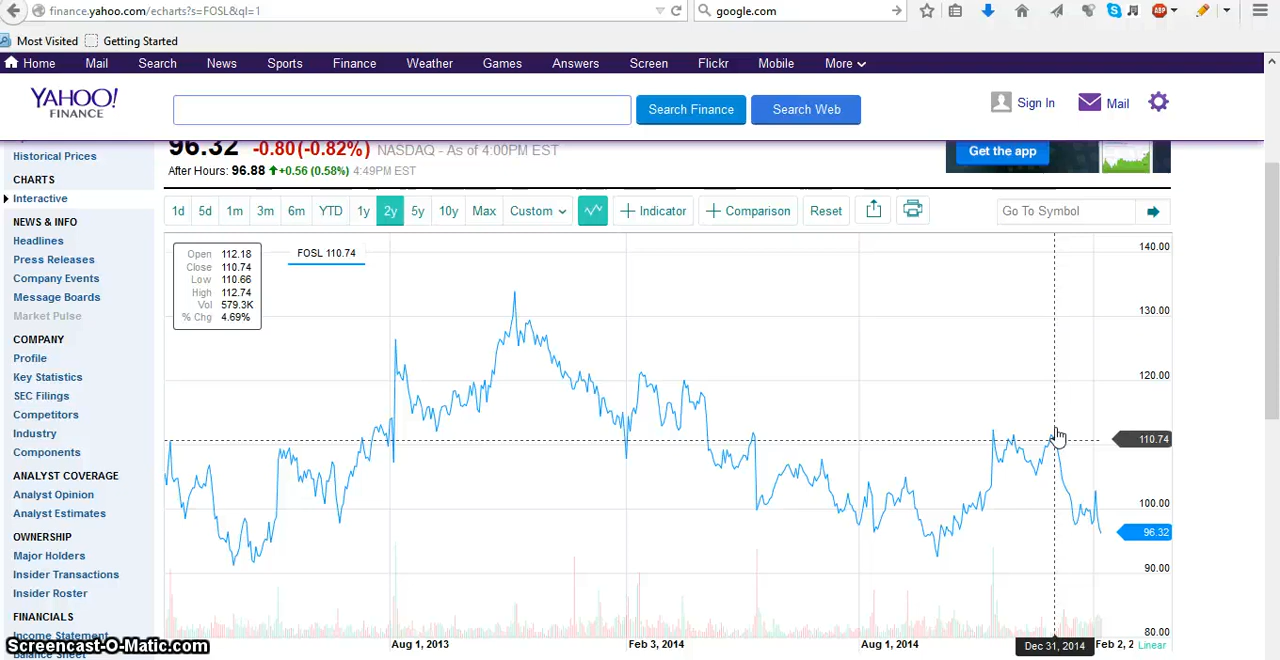 finance.yahoo.com/echarts?s=FOSL&ql=1
google.com
ABP
Most Visited Getting Started
Home Mail Search News Sports Finance Weather Games Answers Screen Flickr Mobile More
YAHOO!
FINANCE
Search Finance Search Web
Sign In Mail
96.32 -0.80(-0.82%) NASDAQ - As of 4:00PM EST
After Hours: 96.88 +0.56 (0.58%) 4:49PM EST
Get the app
Historical Prices
CHARTS
Interactive
NEWS & INFO
Headlines
Press Releases
Company Events
Message Boards
Market Pulse
COMPANY
Profile
Key Statistics
SEC Filings
Competitors
Industry
Components
ANALYST COVERAGE
Analyst Opinion
Analyst Estimates
OWNERSHIP
Major Holders
Insider Transactions
Insider Roster
FINANCIALS
Income Statement
Balance Sheet
1d 5d 1m 3m 6m YTD 1y 2y 5y 10y Max Custom Indicator Comparison Reset Go To Symbol
Open 112.18
Close 110.74
Low 110.66
High 112.74
Vol 579.3K
% Chg 4.69%
FOSL 110.74
140.00
130.00
120.00
110.74
100.00
96.32
90.00
80.00
Aug 1, 2013 Feb 3, 2014 Aug 1, 2014 Dec 31, 2014 Feb 2, 2 Linear
Screencast-O-Matic.com